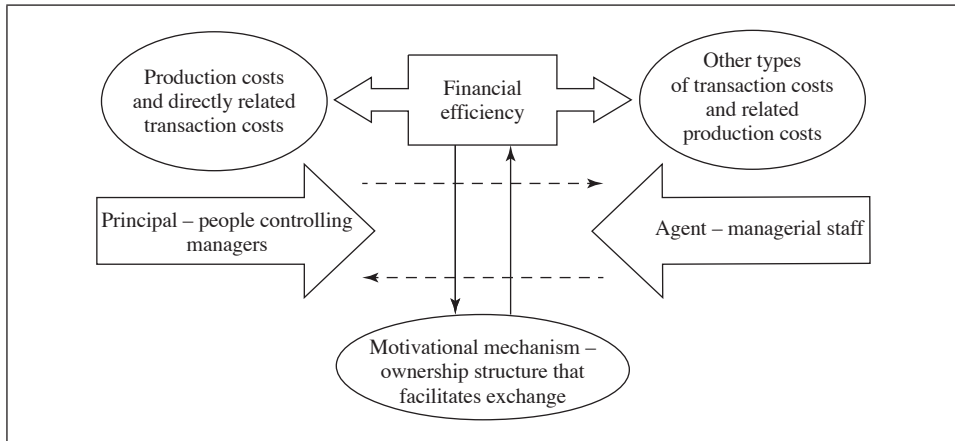 Production costs
and directly related
transaction costs
Financial
efficiency
Other types
of transaction costs
and related
production costs
Principal – people controlling
managers
Agent – managerial staff
Motivational mechanism –
ownership structure that
facilitates exchange